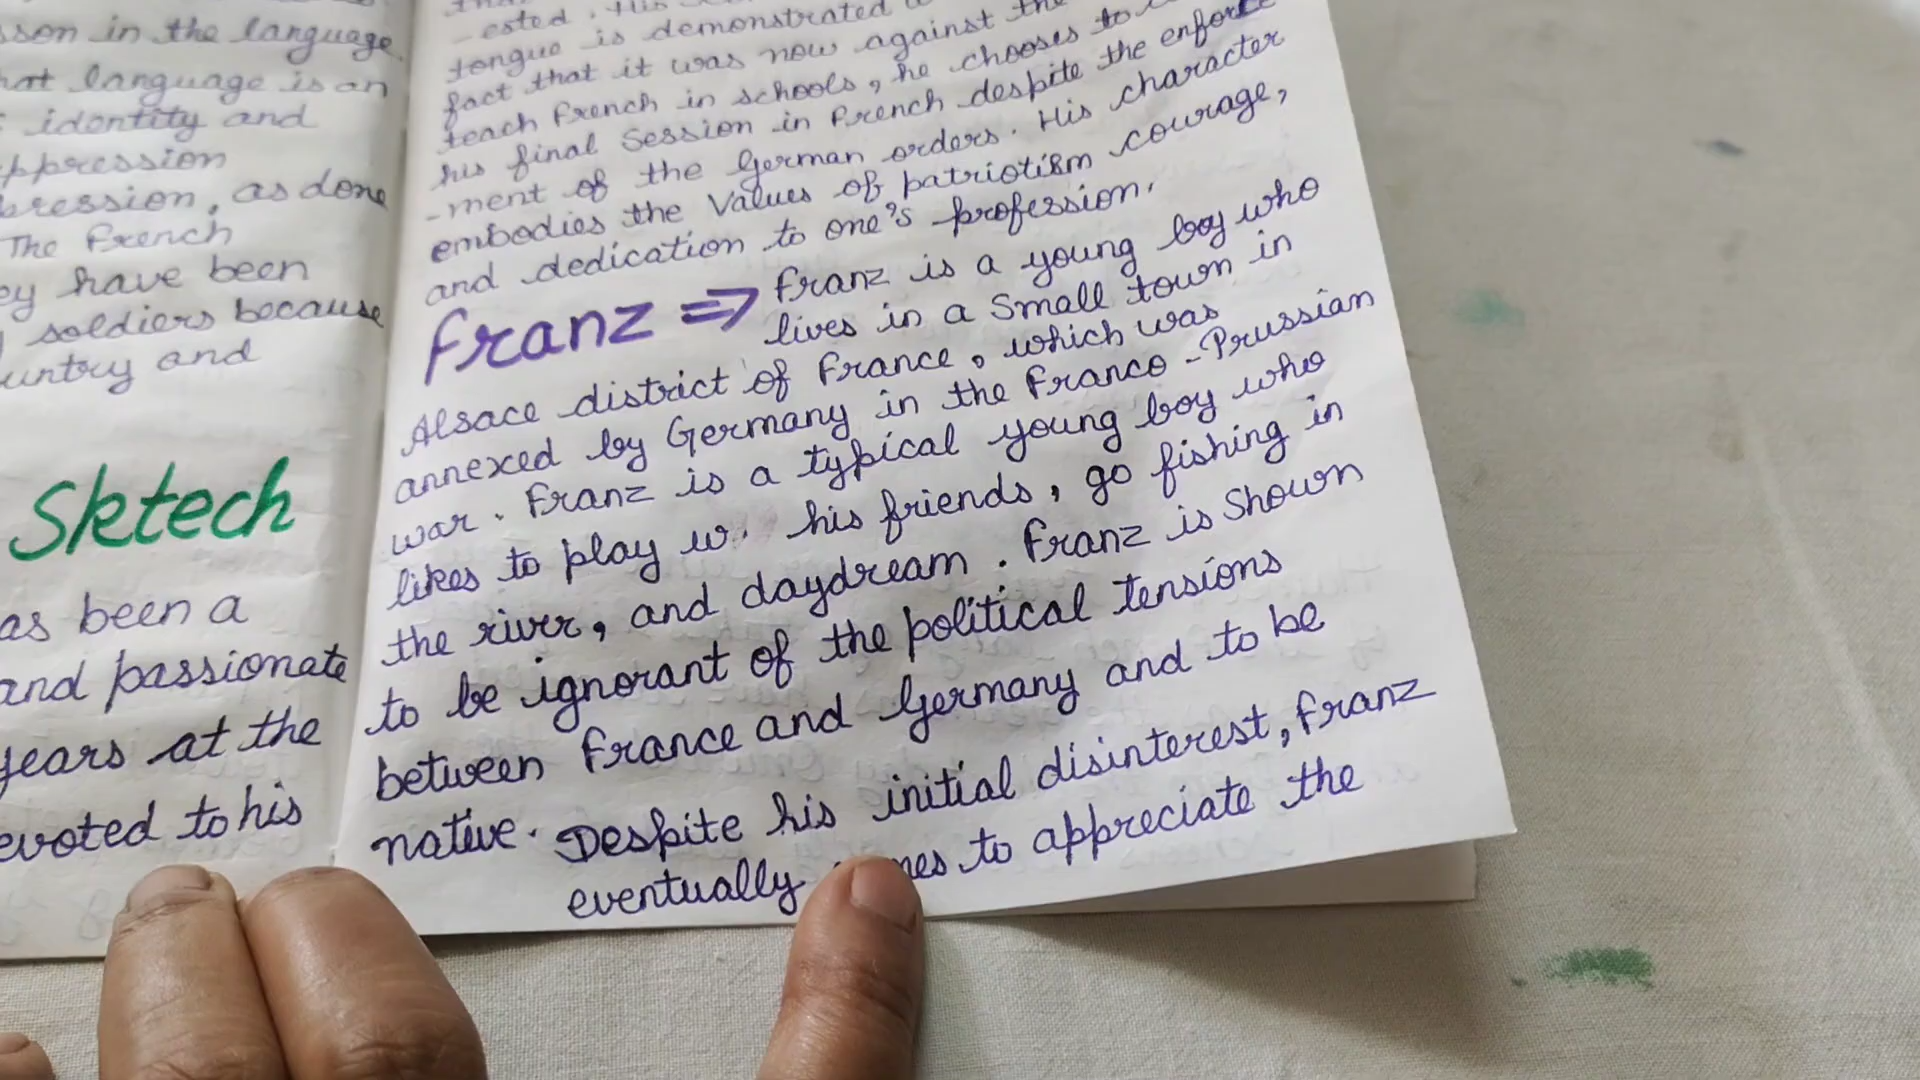 sson in the language.
hat language is an
identity and
ppression
pression, as done
The French
ey have been
soldiers because
untry and
Sktech
as been a
and passionate
years at the
evoted to his
-ested. His
tongue is demonstrated
fact that it was now against the
teach French in schools, he chooses to
his final Session in French despite the enforce
-ment of the German orders. His character
embodies the Values of patriotism courage,
and dedication to one's profession.
Franz ⇒ Franz is a young boy who
lives in a Small town in
Alsace district of France, which was
annexed by Germany in the Franco-Prussian
war. Franz is a typical young boy who
likes to play w. his friends, go fishing in
the river, and daydream. Franz is Shown
to be ignorant of the political tensions
between France and Germany and to be
native. Despite his initial disinterest, Franz
eventually to appreciate the